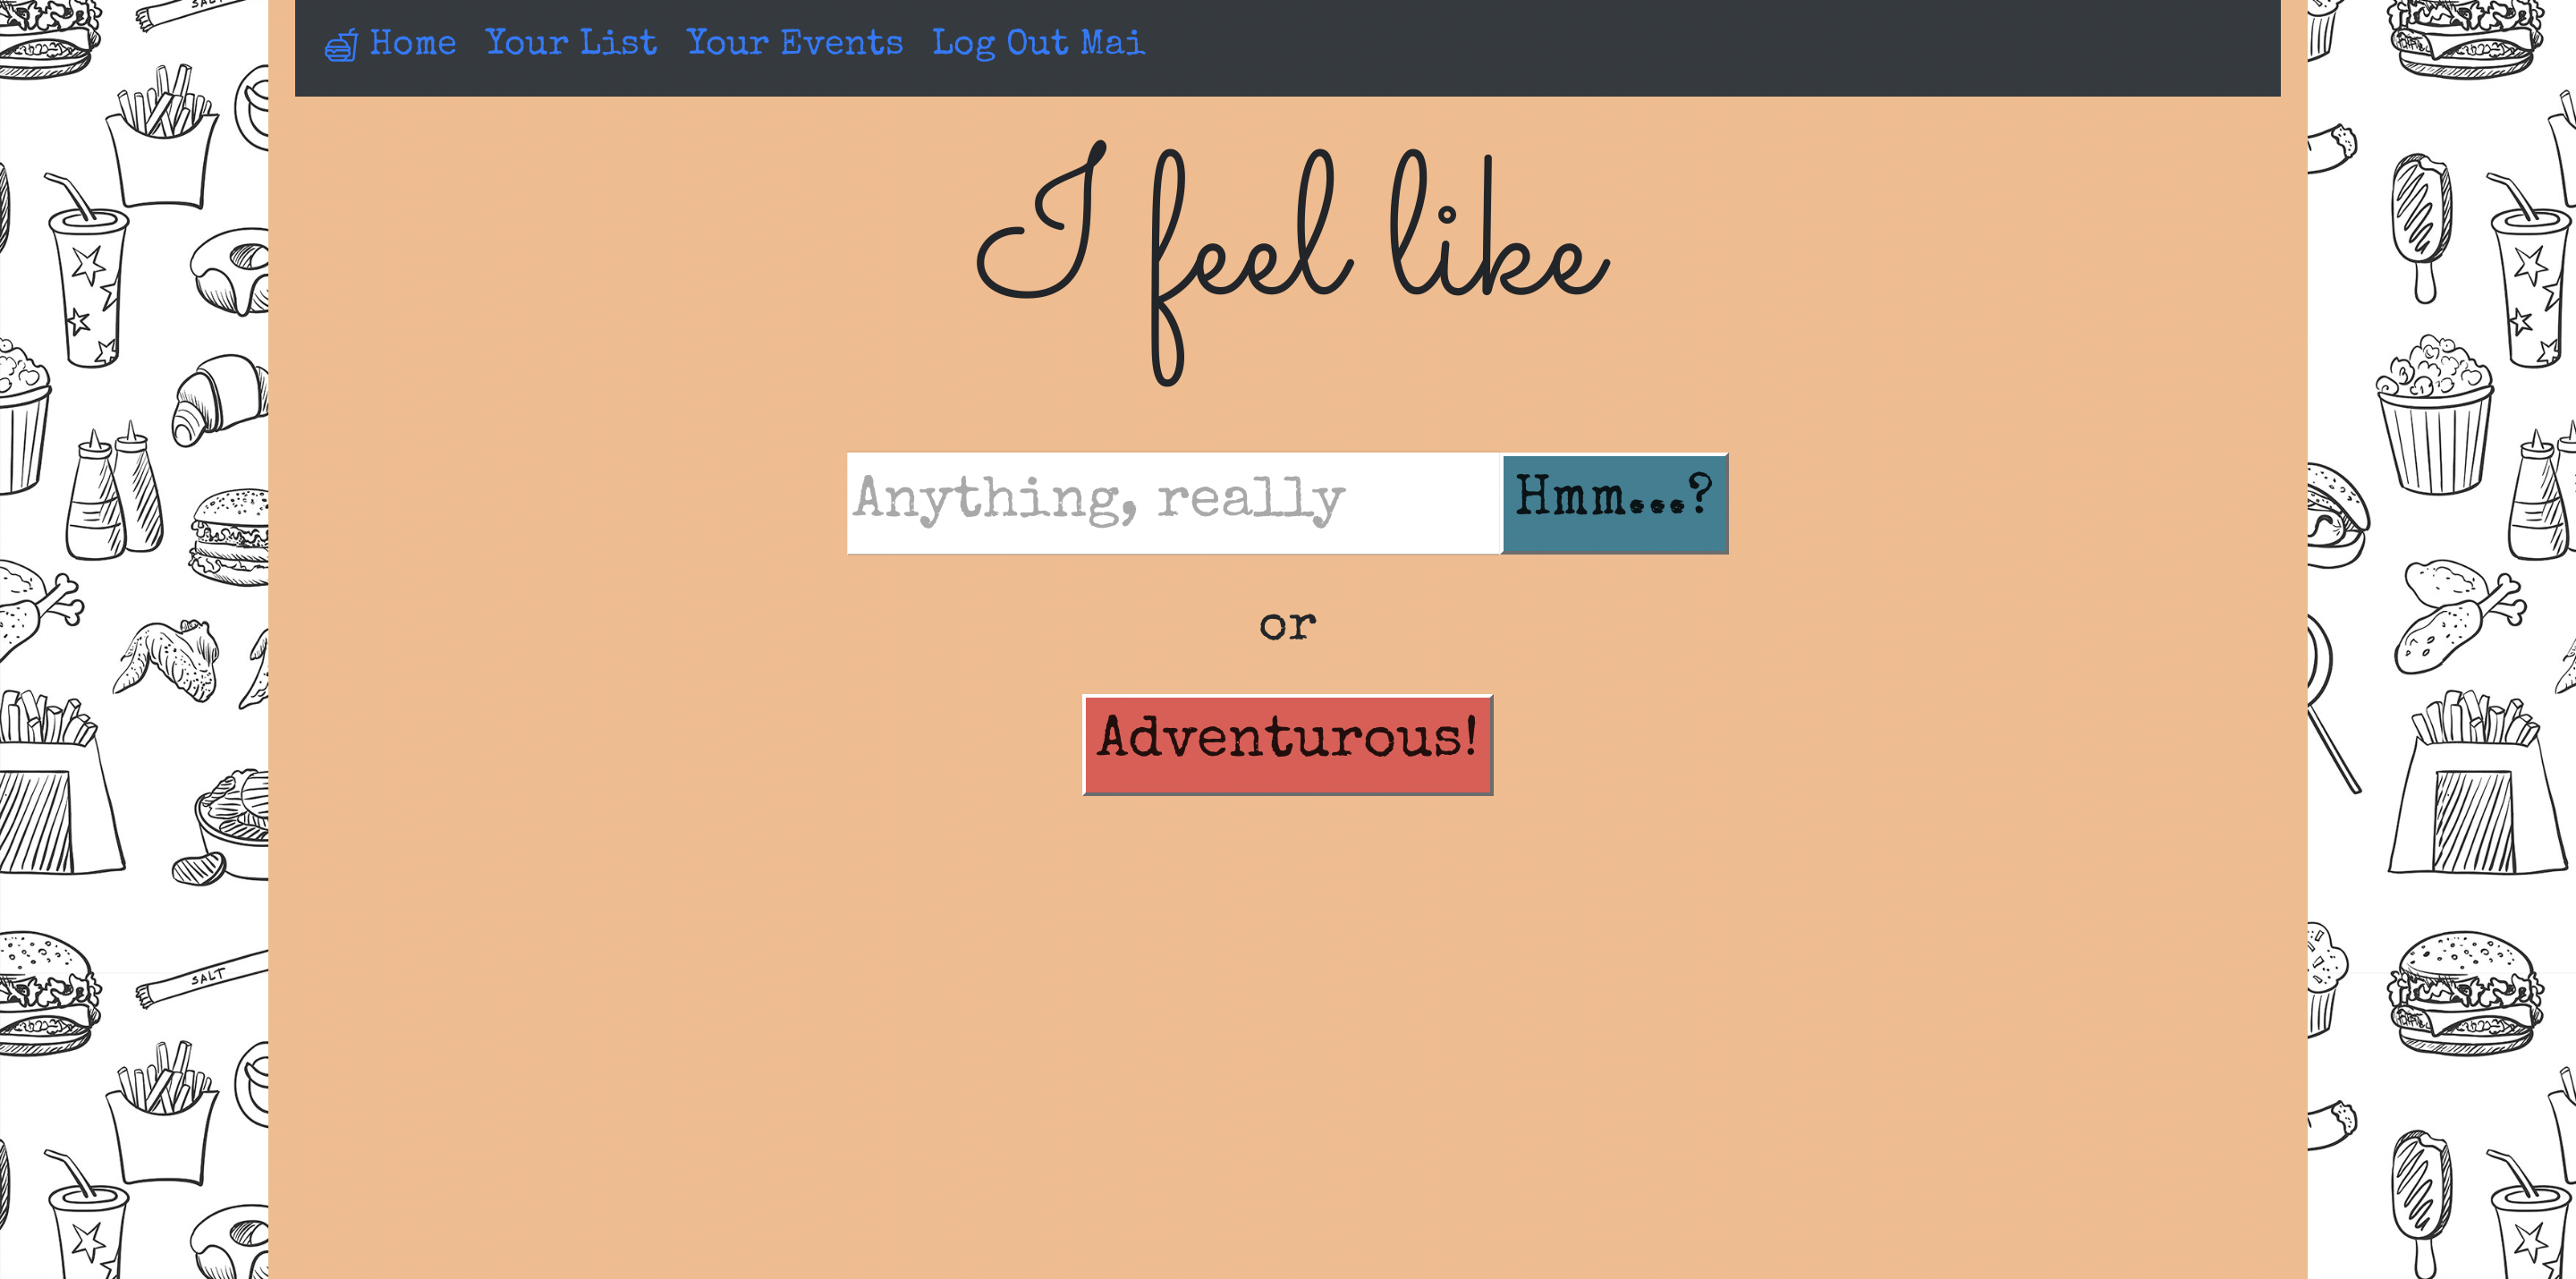 Home Your List Your Events Log Out Mai
I feel like
Anything, really Hmm...?
or
Adventurous!
SALT